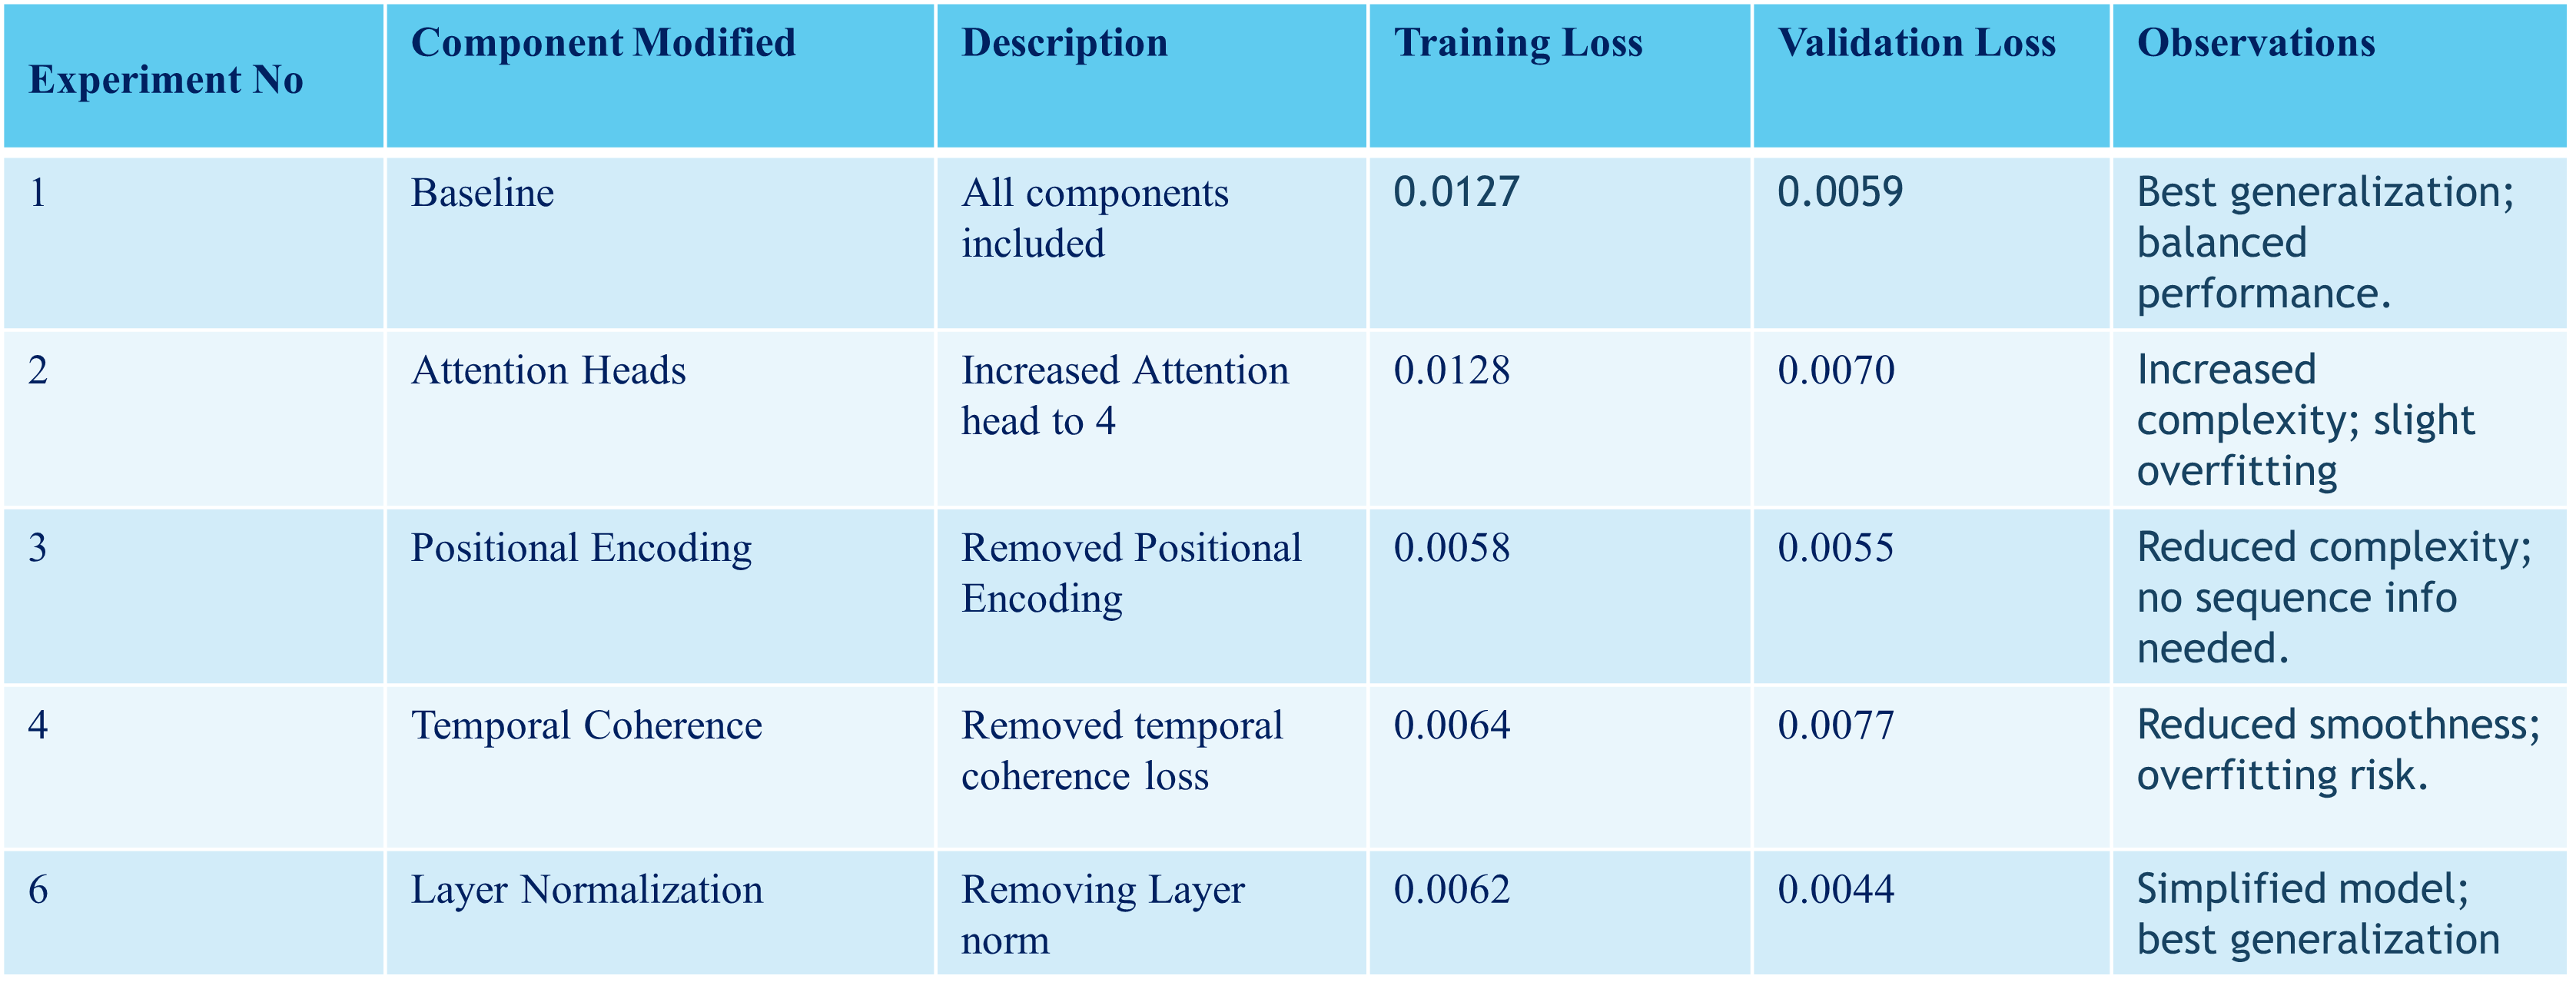 Experiment No
Component Modified
Description
Training Loss
Validation Loss
Observations
1
Baseline
All components
included
0.0127
0.0059
Best generalization;
balanced
performance.
2
Attention Heads
Increased Attention
head to 4
0.0128
0.0070
Increased
complexity; slight
overfitting
3
Positional Encoding
Removed Positional
Encoding
0.0058
0.0055
Reduced complexity;
no sequence info
needed.
4
Temporal Coherence
Removed temporal
coherence loss
0.0064
0.0077
Reduced smoothness;
overfitting risk.
6
Layer Normalization
Removing Layer
norm
0.0062
0.0044
Simplified model;
best generalization